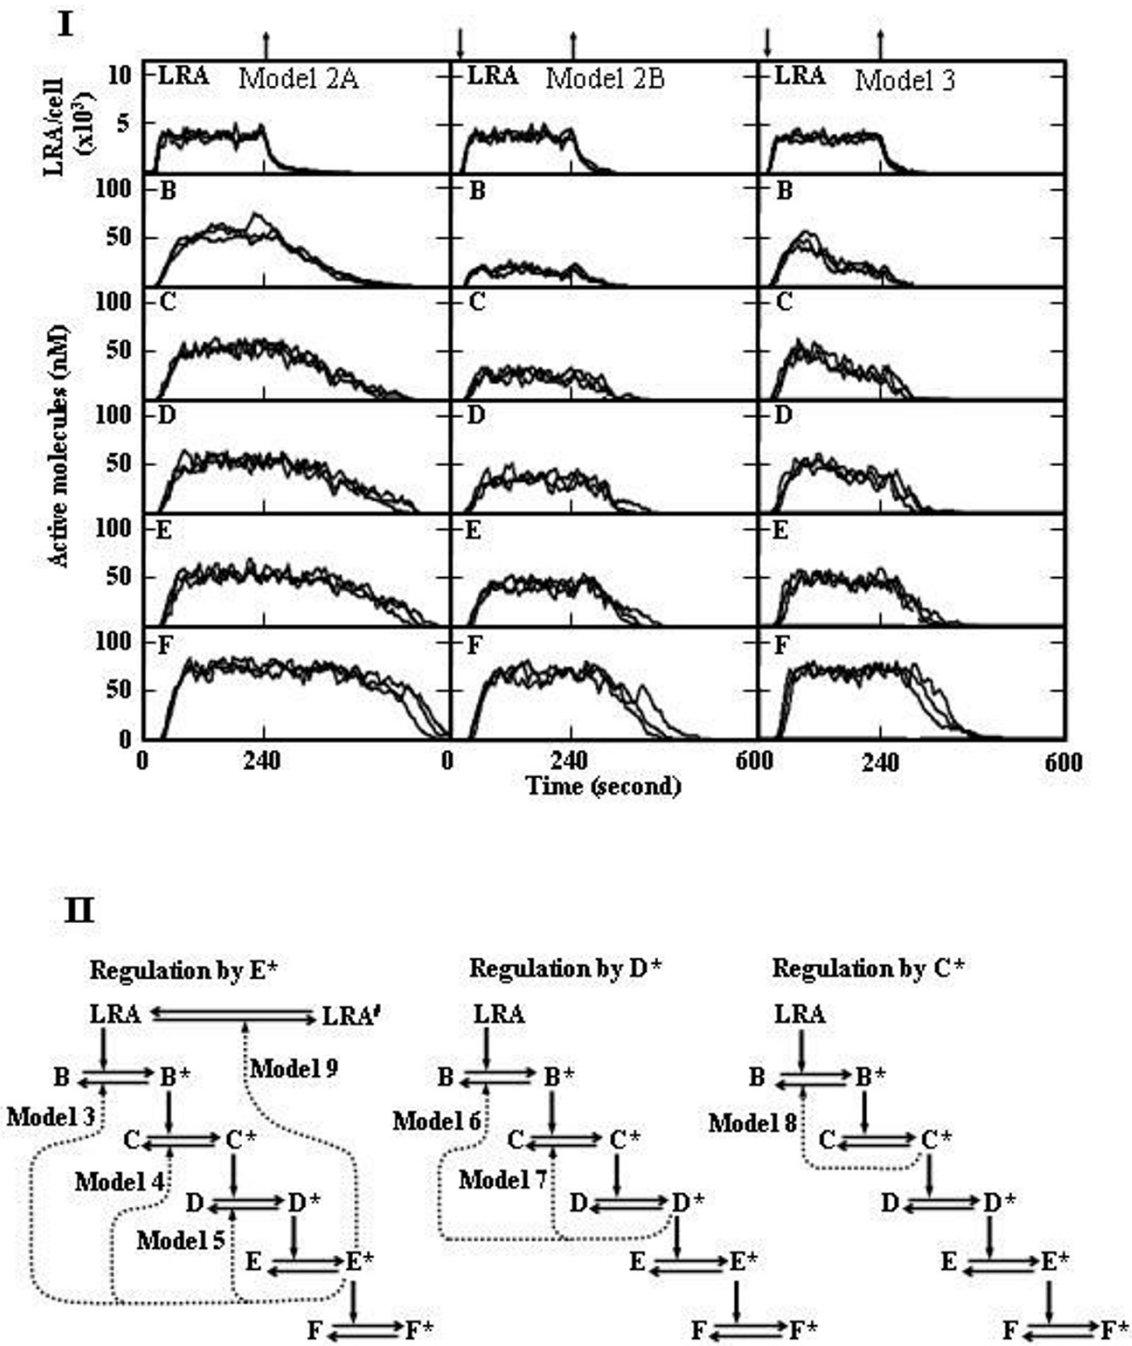 I
LRA/cell (x10³)
10
5
LRA Model 2A
LRA Model 2B
LRA Model 3
Active molecules (nM)
100
50
B
B
B
100
50
C
C
C
100
50
D
D
D
100
50
E
E
E
100
50
0
F
F
F
0 240 0 240 600 240 600
Time (second)
II
Regulation by E*
LRA LRA#
Model 9
B B*
Model 3
C C*
Model 4
D D*
Model 5
E E*
F F*
Regulation by D*
LRA
B B*
Model 6
C C*
Model 7
D D*
E E*
F F*
Regulation by C*
LRA
B B*
Model 8
C C*
D D*
E E*
F F*